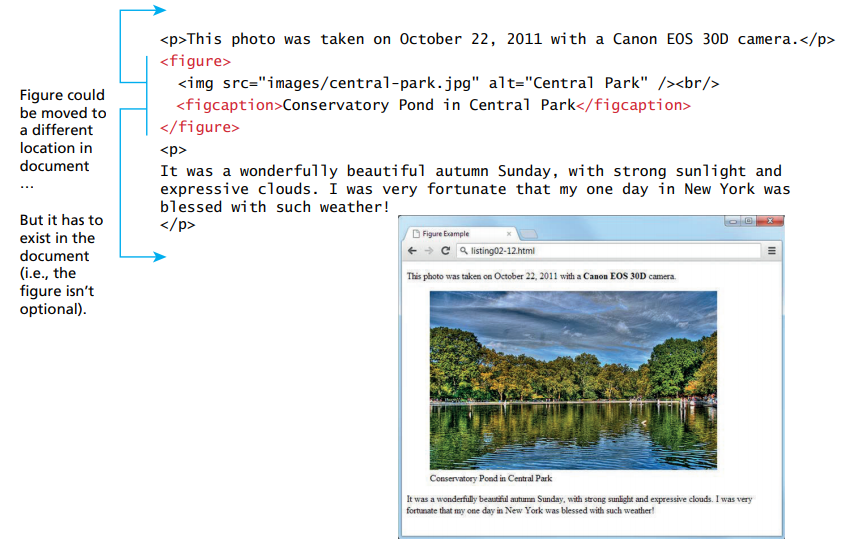 <p>This photo was taken on October 22, 2011 with a Canon EOS 30D camera.</p>
<figure>
<img src="images/central-park.jpg" alt="Central Park" /><br/>
<figcaption>Conservatory Pond in Central Park</figcaption>
</figure>
<p>
It was a wonderfully beautiful autumn Sunday, with strong sunlight and
expressive clouds. I was very fortunate that my one day in New York was
blessed with such weather!
</p>
Figure could
be moved to
a different
location in
document
...
But it has to
exist in the
document
(i.e., the
figure isn't
optional).
Figure Example
listing02-12.html
This photo was taken on October 22, 2011 with a Canon EOS 30D camera.
Conservatory Pond in Central Park
It was a wonderfully beautiful autumn Sunday, with strong sunlight and expressive clouds. I was very
fortunate that my one day in New York was blessed with such weather!